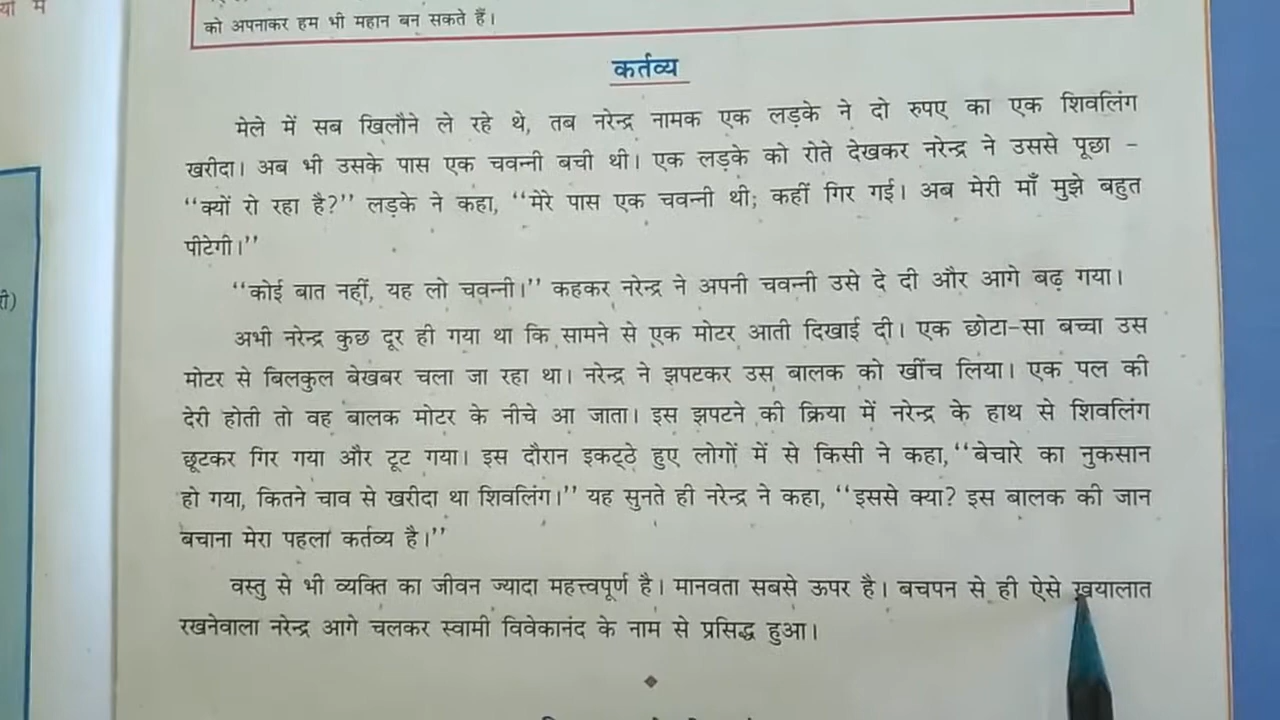 को अपनाकर हम भी महान बन सकते हैं।
कर्तव्य
मेले में सब खिलौने ले रहे थे, तब नरेन्द्र नामक एक लड़के ने दो रुपए का एक शिवलिंग
खरीदा। अब भी उसके पास एक चवन्नी बची थी। एक लड़के को रोते देखकर नरेन्द्र ने उससे पूछा –
‘‘क्यों रो रहा है?’’ लड़के ने कहा, ‘‘मेरे पास एक चवन्नी थी; कहीं गिर गई। अब मेरी माँ मुझे बहुत
पीटेगी।’’
‘‘कोई बात नहीं, यह लो चवन्नी।’’ कहकर नरेन्द्र ने अपनी चवन्नी उसे दे दी और आगे बढ़ गया।
अभी नरेन्द्र कुछ दूर ही गया था कि सामने से एक मोटर आती दिखाई दी। एक छोटा-सा बच्चा उस
मोटर से बिलकुल बेखबर चला जा रहा था। नरेन्द्र ने झपटकर उस बालक को खींच लिया। एक पल की
देरी होती तो वह बालक मोटर के नीचे आ जाता। इस झपटने की क्रिया में नरेन्द्र के हाथ से शिवलिंग
छूटकर गिर गया और टूट गया। इस दौरान इकट्ठे हुए लोगों में से किसी ने कहा, ‘‘बेचारे का नुकसान
हो गया, कितने चाव से खरीदा था शिवलिंग।’’ यह सुनते ही नरेन्द्र ने कहा, ‘‘इससे क्या? इस बालक की जान
बचाना मेरा पहला कर्तव्य है।’’
वस्तु से भी व्यक्ति का जीवन ज्यादा महत्त्वपूर्ण है। मानवता सबसे ऊपर है। बचपन से ही ऐसे खयालात
रखनेवाला नरेन्द्र आगे चलकर स्वामी विवेकानंद के नाम से प्रसिद्ध हुआ।